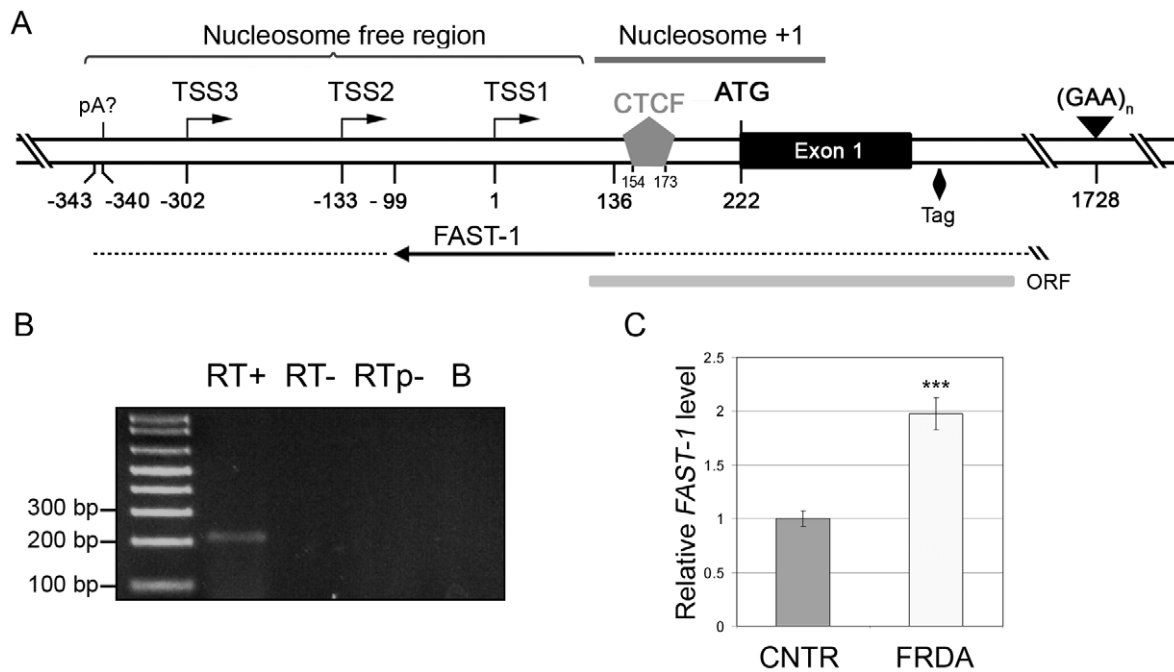 A
Nucleosome free region
Nucleosome +1
pA?
TSS3
TSS2
TSS1
CTCF
ATG
(GAA)n
Exon 1
-343
-340
-302
-133
- 99
1
136
154
173
222
Tag
1728
FAST-1
ORF
B
RT+ RT- RTp- B
300 bp
200 bp
100 bp
C
Relative FAST-1 level
2.5
2
1.5
1
0.5
0
***
CNTR
FRDA